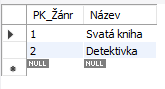 PK_Žánr Název
1 Svatá kniha
2 Detektivka
NULL NULL